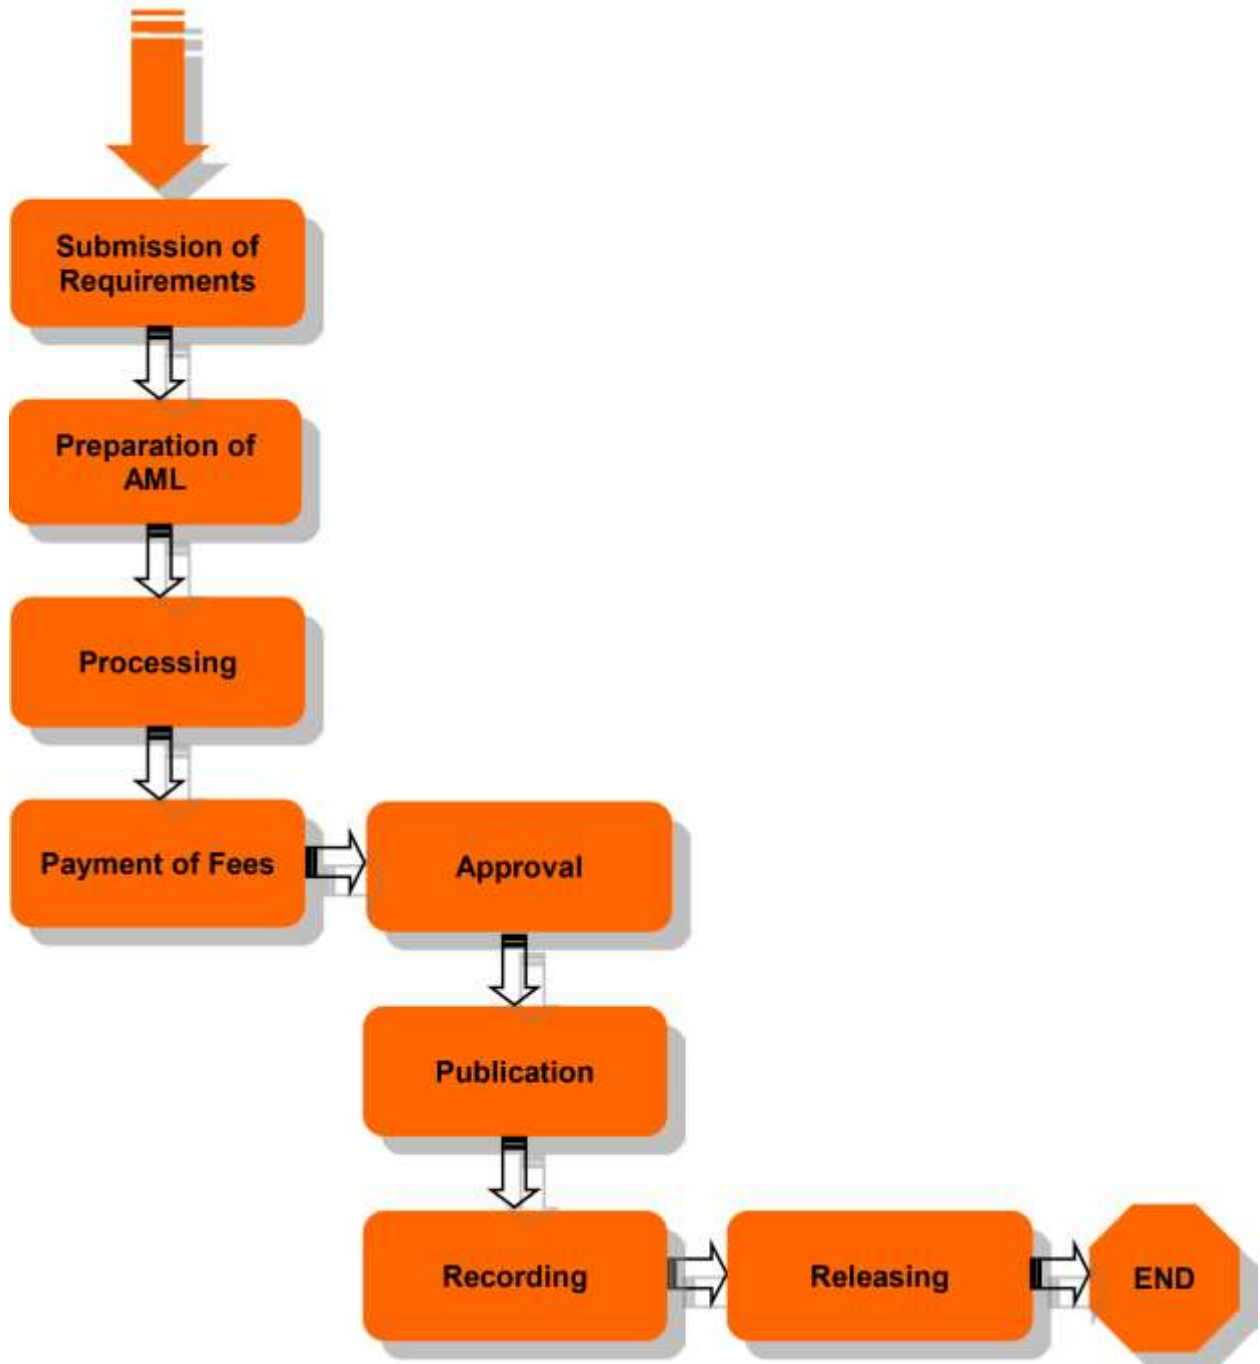 Submission of
Requirements
Preparation of
AML
Processing
Payment of Fees
Approval
Publication
Recording
Releasing
END